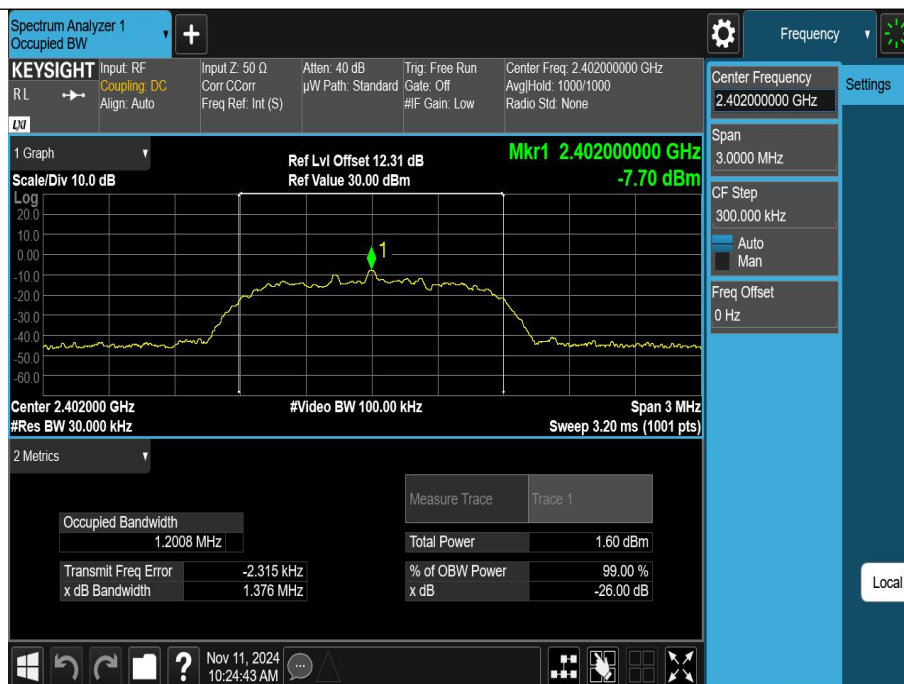 Spectrum Analyzer 1
Occupied BW
+
Frequency
KEYSIGHT
R L
LXI
Input: RF
Coupling: DC
Align: Auto
Input Z: 50 Ω
Corr CCorr
Freq Ref: Int (S)
Atten: 40 dB
µW Path: Standard
Trig: Free Run
Gate: Off
#IF Gain: Low
Center Freq: 2.402000000 GHz
Avg|Hold: 1000/1000
Radio Std: None
Center Frequency
2.402000000 GHz
Settings
Span
3.0000 MHz
CF Step
300.000 kHz
Auto
Man
Freq Offset
0 Hz
Local
1 Graph
Scale/Div 10.0 dB
Ref Lvl Offset 12.31 dB
Ref Value 30.00 dBm
Mkr1 2.402000000 GHz
-7.70 dBm
Log
20.0
10.0
0.00
-10.0
-20.0
-30.0
-40.0
-50.0
-60.0
1
Center 2.402000 GHz
#Video BW 100.00 kHz
Span 3 MHz
#Res BW 30.000 kHz
Sweep 3.20 ms (1001 pts)
2 Metrics
Measure Trace
Trace 1
Occupied Bandwidth
1.2008 MHz
Total Power
1.60 dBm
Transmit Freq Error
-2.315 kHz
% of OBW Power
99.00 %
x dB Bandwidth
1.376 MHz
x dB
-26.00 dB
?
Nov 11, 2024
10:24:43 AM